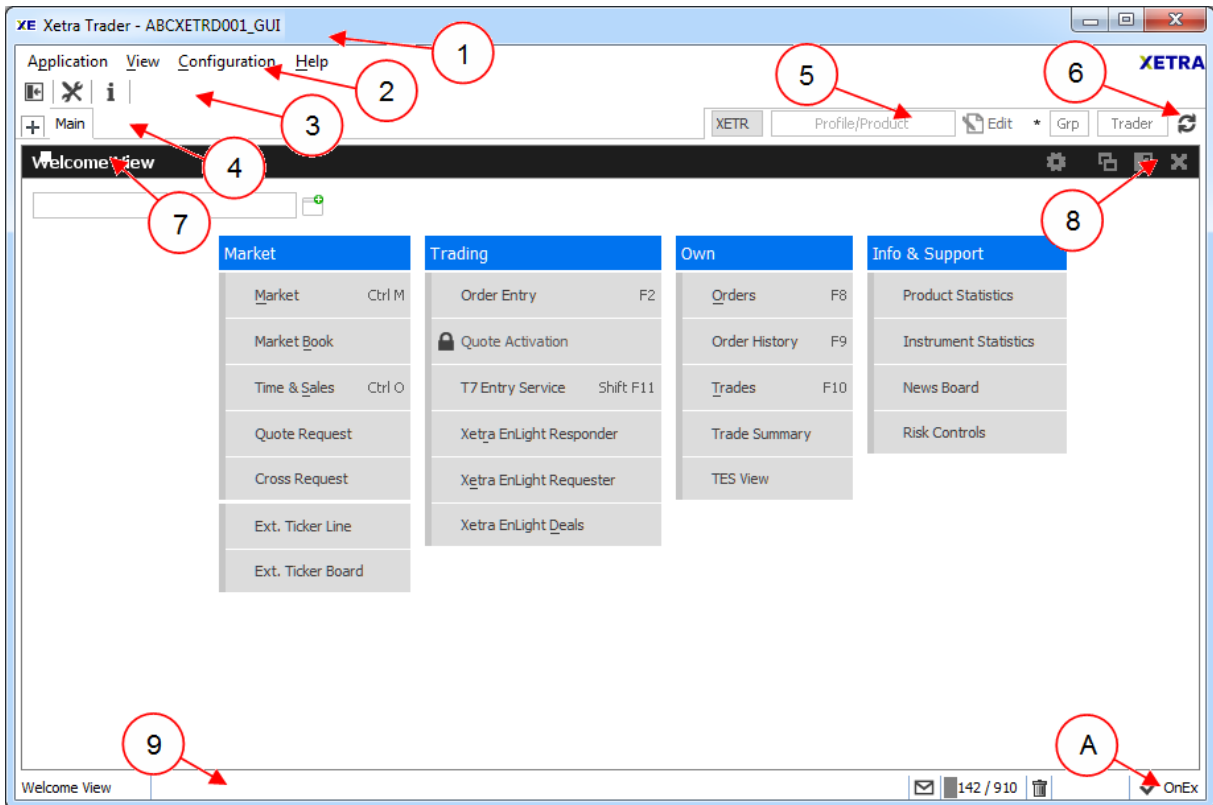 XE Xetra Trader - ABCXETRD001_GUI
1
Application View Configuration Help
XETRA
2
5
6
i
3
Main
XETR Profile/Product Edit * Grp Trader
4
Welcome View
7
8
Market Trading Own Info & Support
Market Ctrl M Order Entry F2 Orders F8 Product Statistics
Market Book Quote Activation Order History F9 Instrument Statistics
Time & Sales Ctrl O T7 Entry Service Shift F11 Trades F10 News Board
Quote Request Xetra EnLight Responder Trade Summary Risk Controls
Cross Request Xetra EnLight Requester TES View
Ext. Ticker Line Xetra EnLight Deals
Ext. Ticker Board
9
A
Welcome View 142 / 910 OnEx